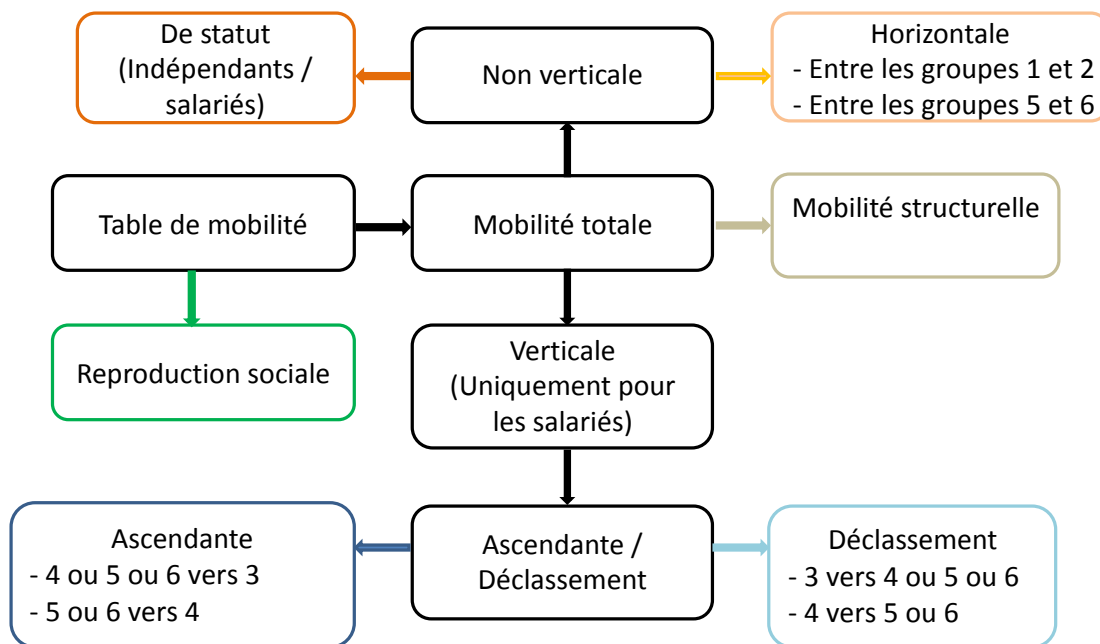 De statut
(Indépendants /
salariés)
Non verticale
Horizontale
- Entre les groupes 1 et 2
- Entre les groupes 5 et 6
Table de mobilité
Mobilité totale
Mobilité structurelle
Reproduction sociale
Verticale
(Uniquement pour
les salariés)
Ascendante
- 4 ou 5 ou 6 vers 3
- 5 ou 6 vers 4
Ascendante /
Déclassement
Déclassement
- 3 vers 4 ou 5 ou 6
- 4 vers 5 ou 6